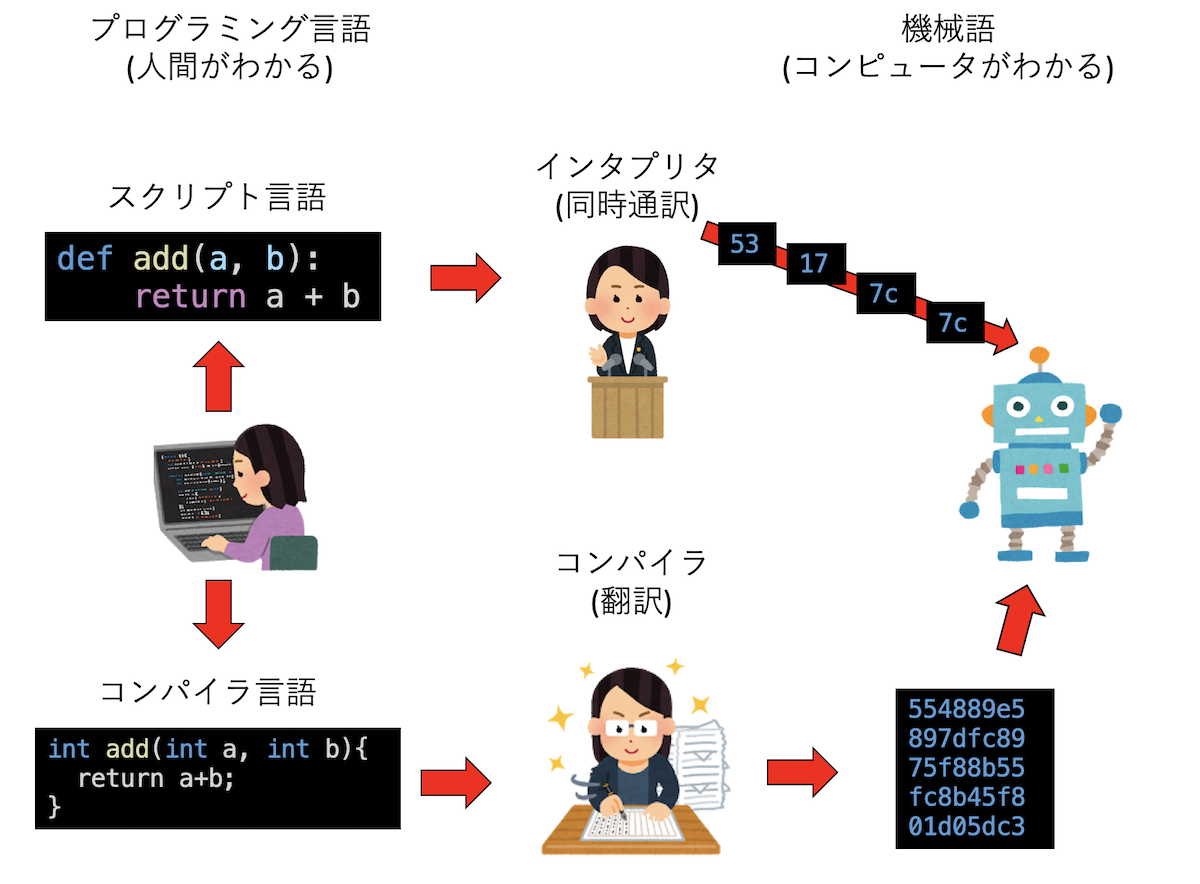 プログラミング言語
(人間がわかる)
機械語
(コンピュータがわかる)
スクリプト言語
def add(a, b):
    return a + b
インタプリタ
(同時通訳)
53
17
7c
7c
コンパイラ言語
int add(int a, int b){
  return a+b;
}
コンパイラ
(翻訳)
554889e5
897dfc89
75f88b55
fc8b45f8
01d05dc3